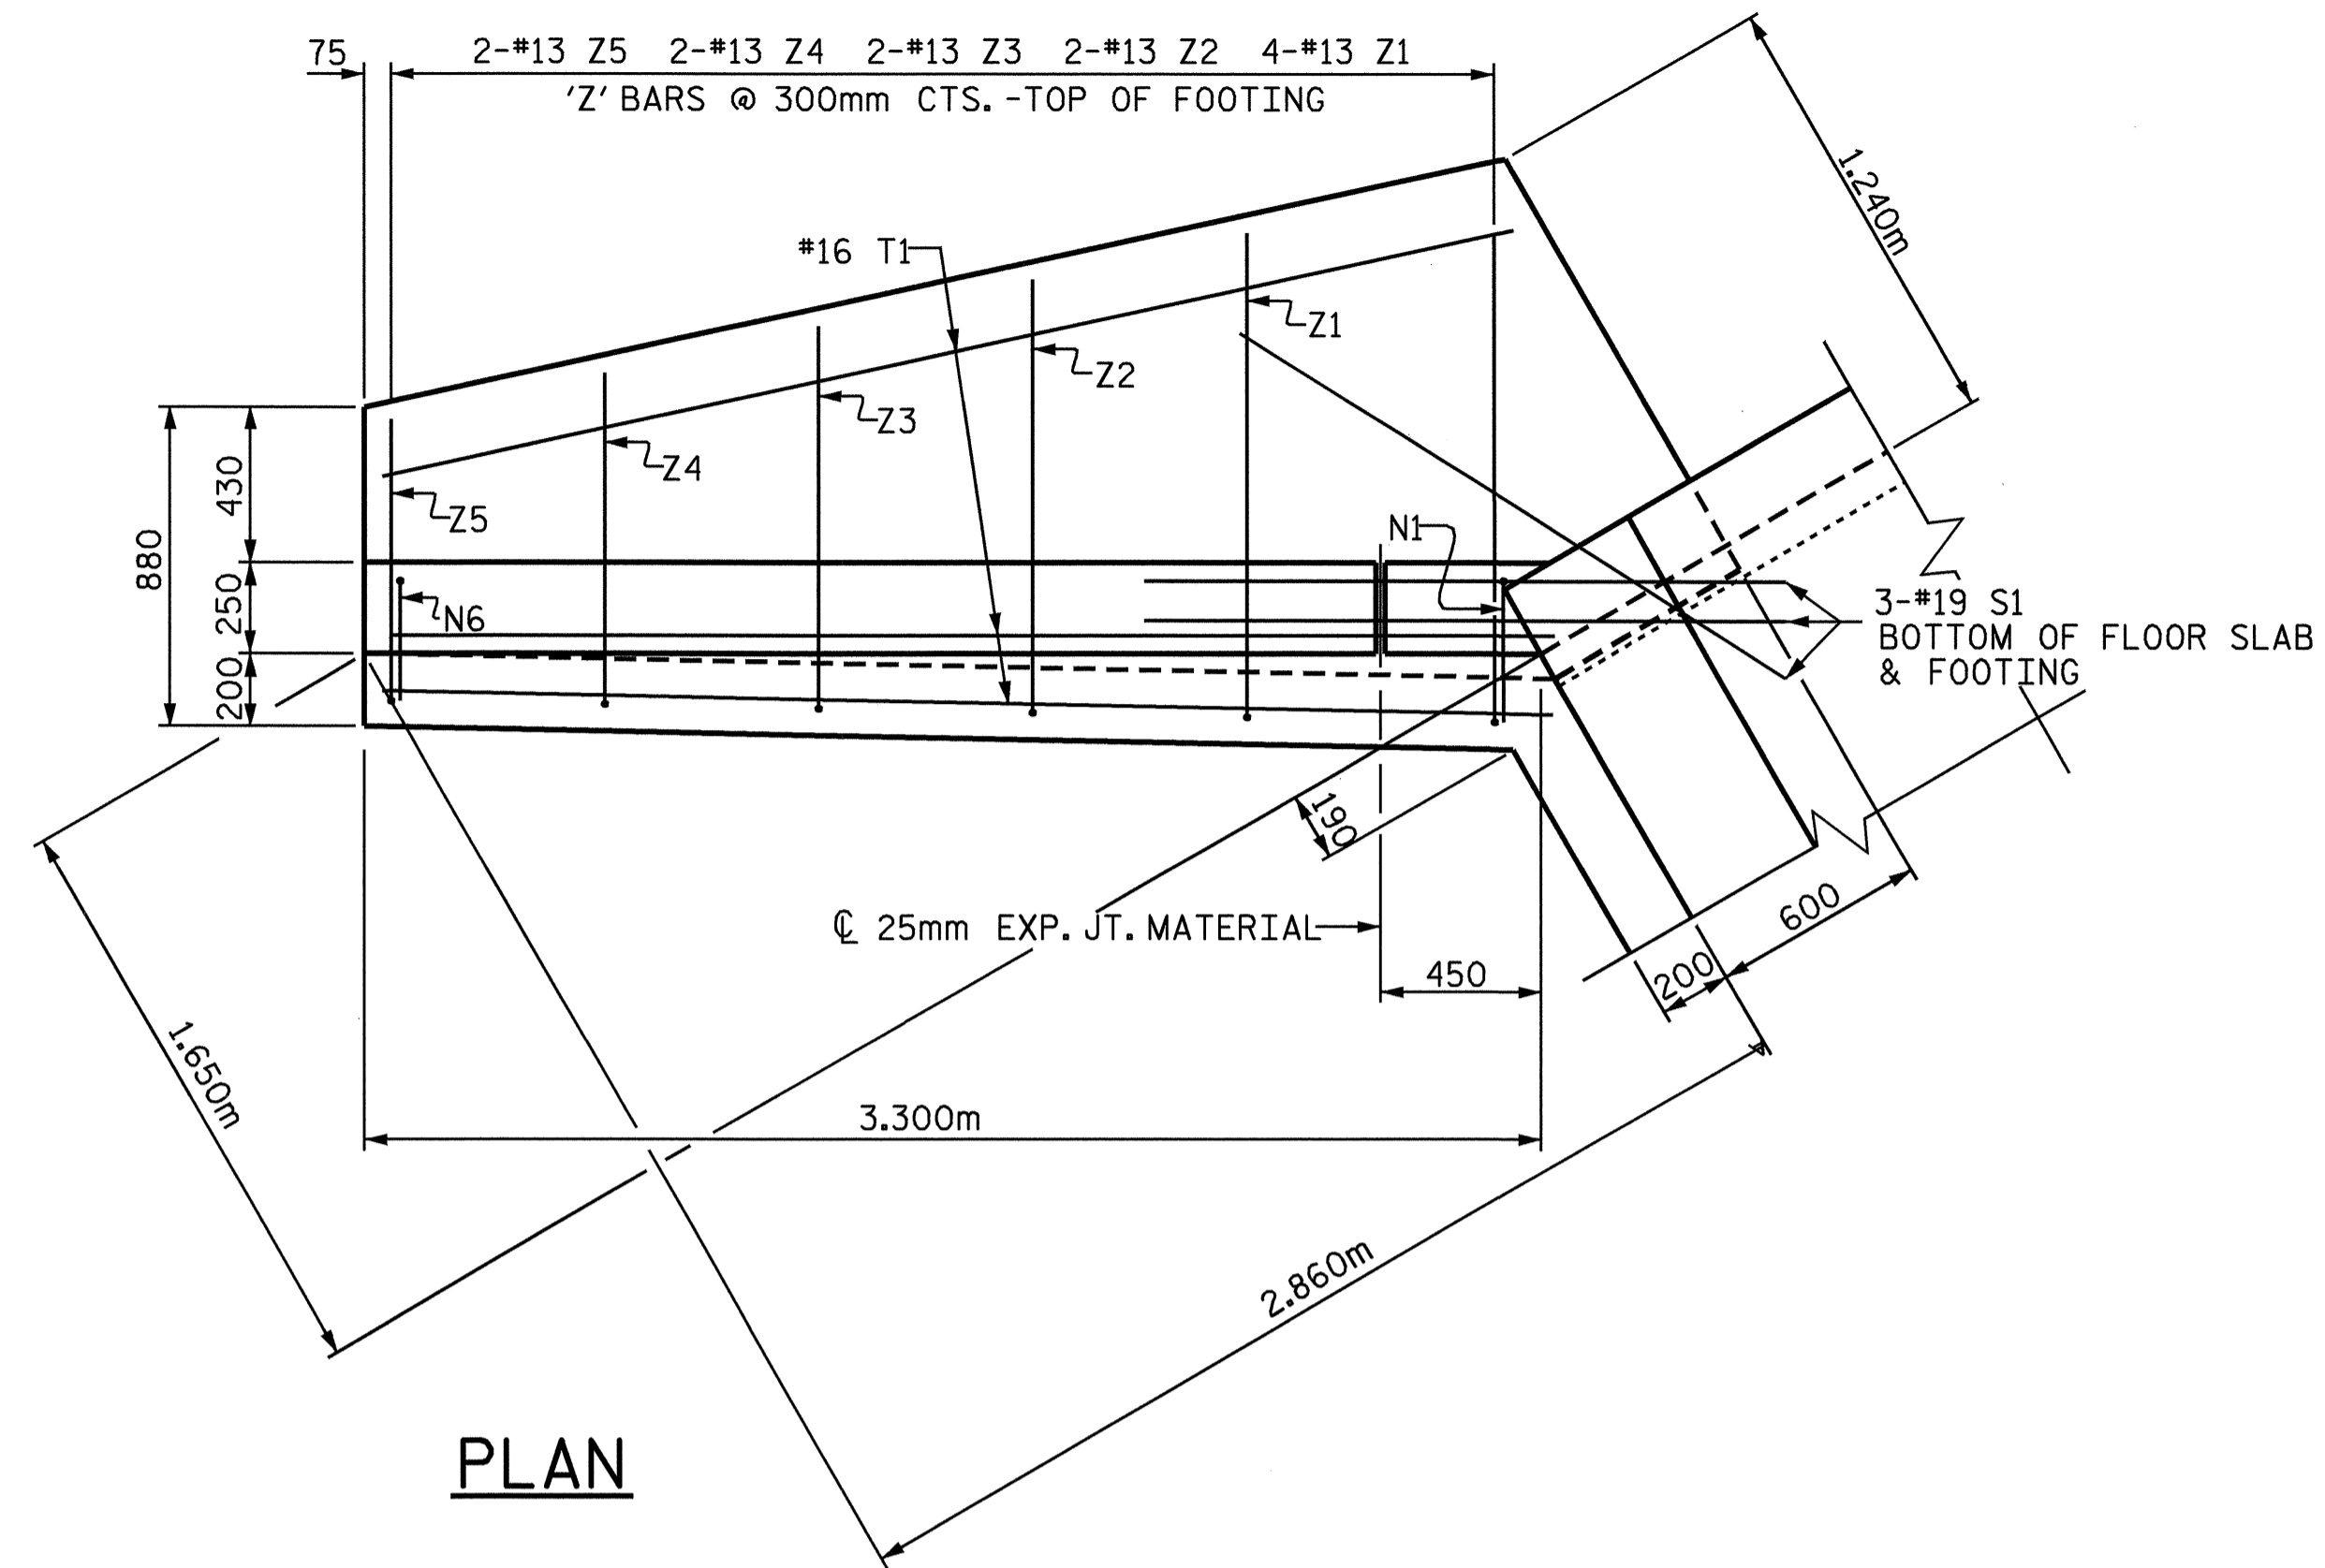 75
2-#13 Z5 2-#13 Z4 2-#13 Z3 2-#13 Z2 4-#13 Z1
'Z' BARS @ 300mm CTS. -TOP OF FOOTING
1.240m
#16 T1
Z1
Z2
Z3
Z4
Z5
430
880
250
200
N6
N1
3-#19 S1
BOTTOM OF FLOOR SLAB
& FOOTING
190
℄ 25mm EXP. JT. MATERIAL
450
600
200
1.650m
3.300m
2.860m
PLAN